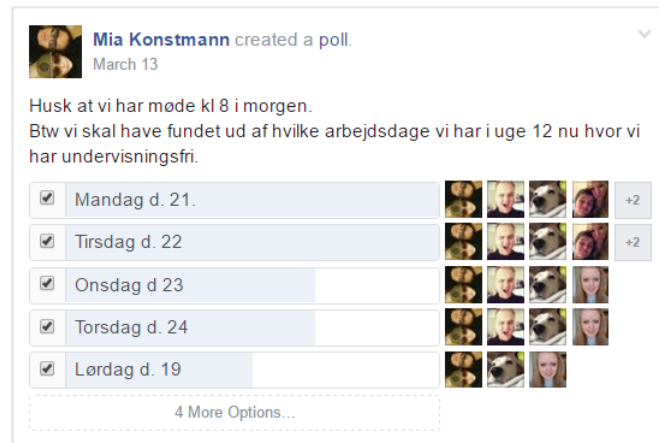 Mia Konstmann created a poll.
March 13
Husk at vi har møde kl 8 i morgen.
Btw vi skal have fundet ud af hvilke arbejdsdage vi har i uge 12 nu hvor vi
har undervisningsfri.
Mandag d. 21.
+2
Tirsdag d. 22
+2
Onsdag d 23
Torsdag d. 24
Lørdag d. 19
4 More Options...